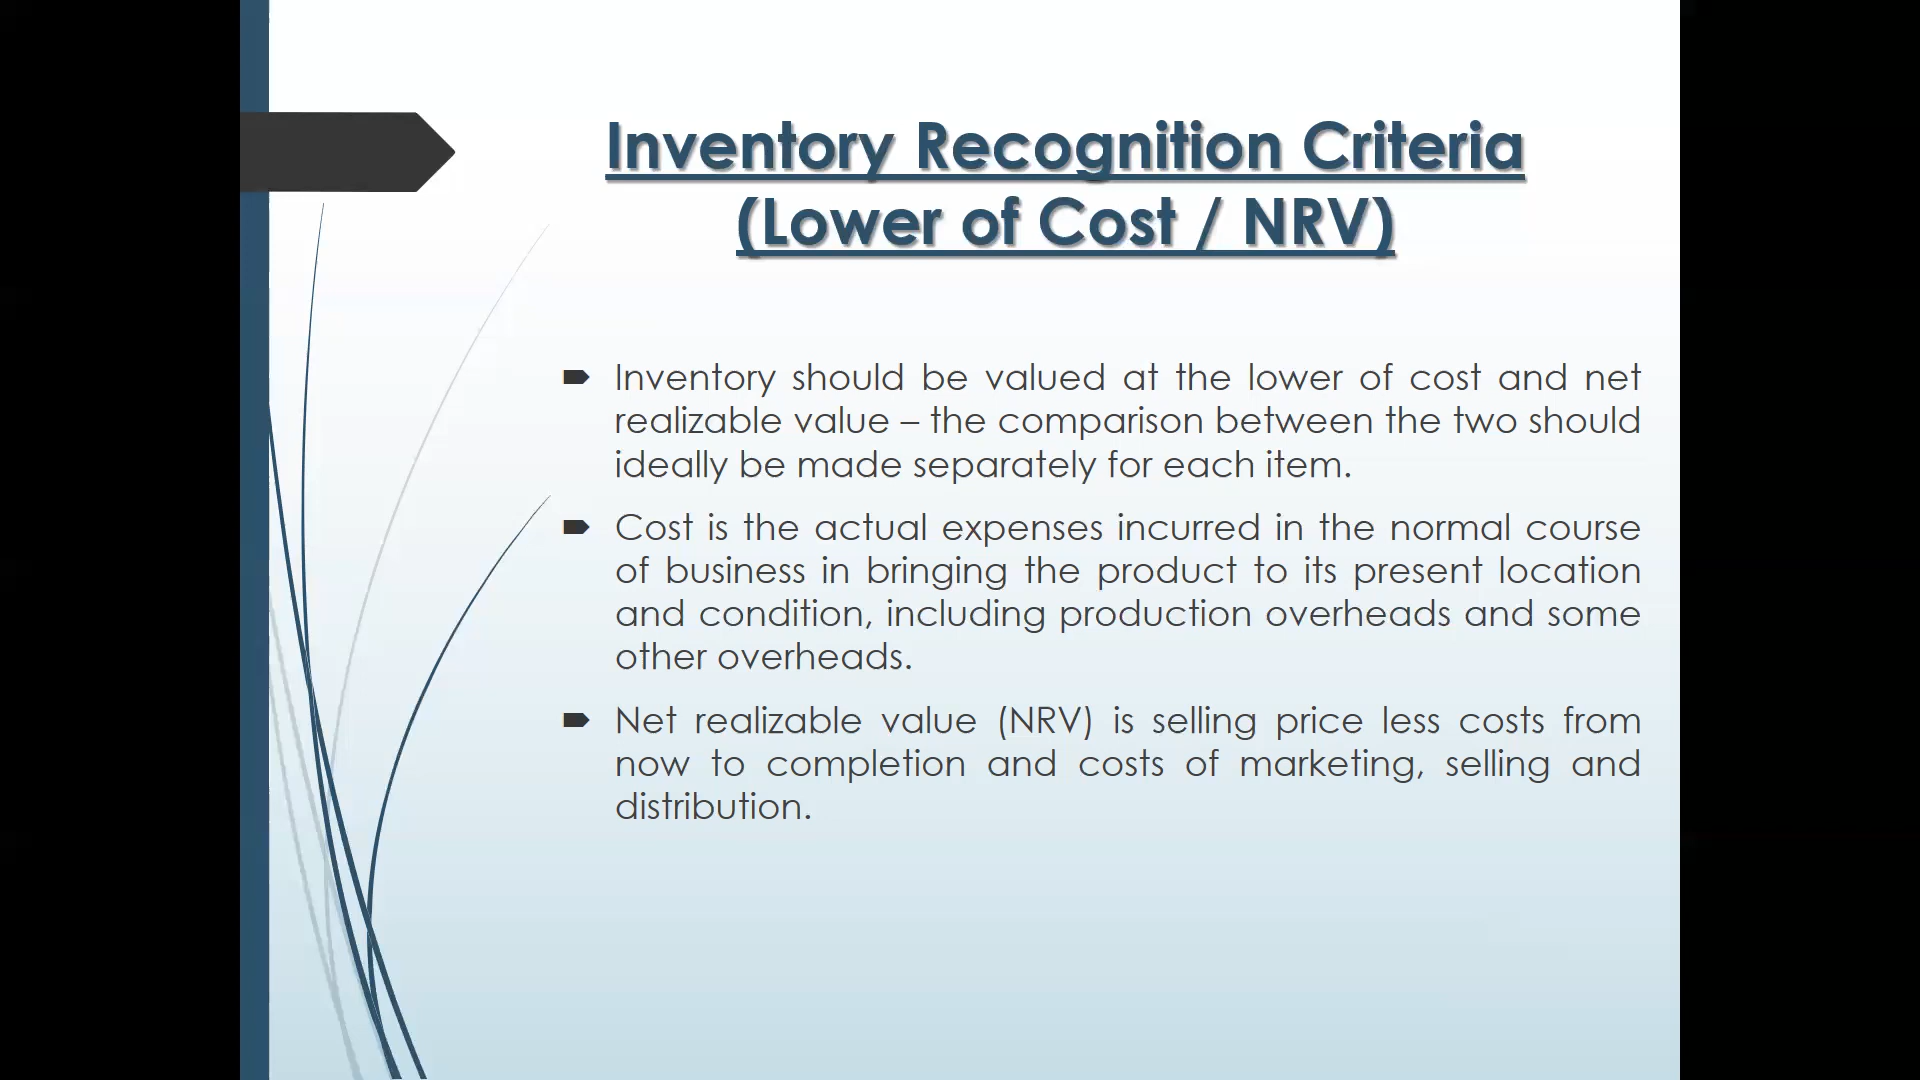 Inventory Recognition Criteria
(Lower of Cost / NRV)
Inventory should be valued at the lower of cost and net
realizable value – the comparison between the two should
ideally be made separately for each item.
Cost is the actual expenses incurred in the normal course
of business in bringing the product to its present location
and condition, including production overheads and some
other overheads.
Net realizable value (NRV) is selling price less costs from
now to completion and costs of marketing, selling and
distribution.